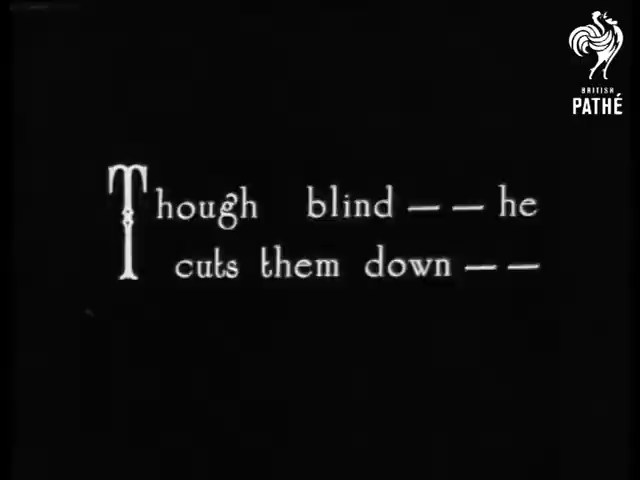 BRITISH
PATHÉ
Though blind — — he
cuts them down — —